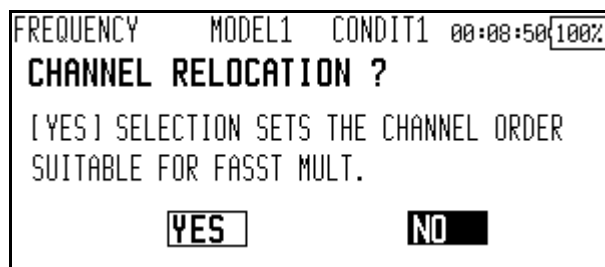 FREQUENCY MODEL1 CONDIT1 00:08:50 100%
CHANNEL RELOCATION ?
[YES] SELECTION SETS THE CHANNEL ORDER
SUITABLE FOR FASST MULT.
YES NO